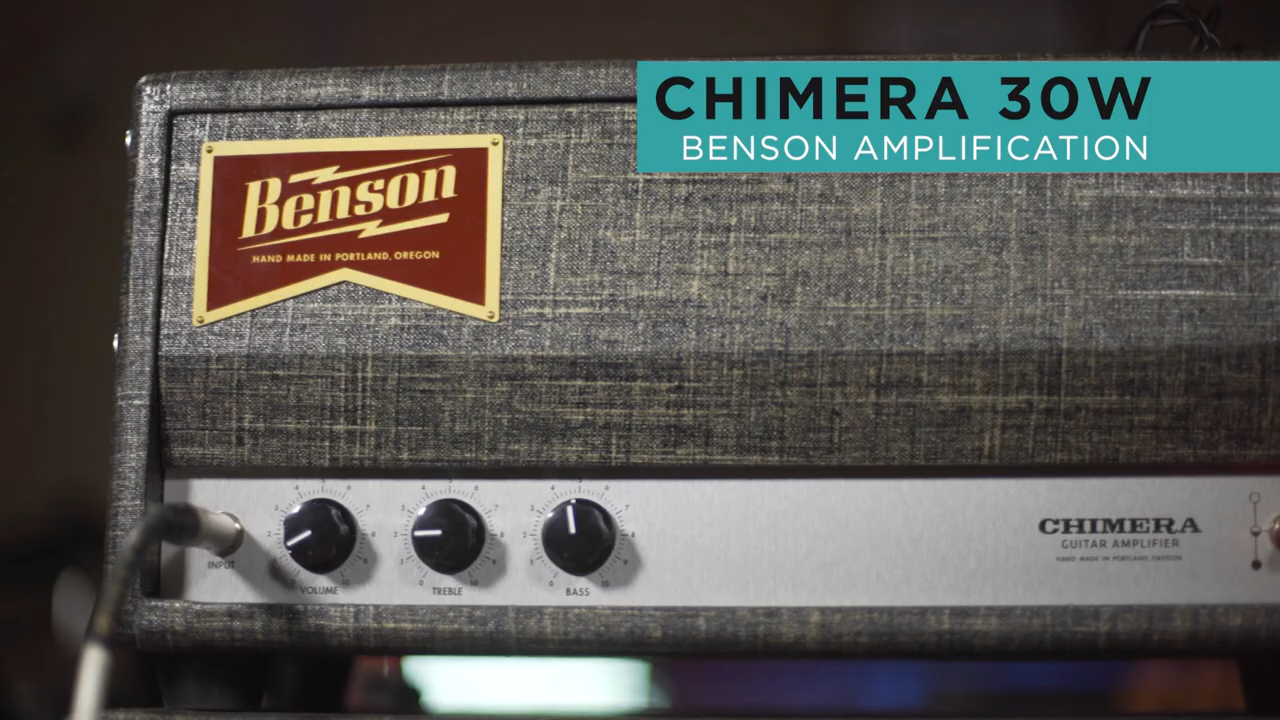 CHIMERA 30W
BENSON AMPLIFICATION
Benson
HAND MADE IN PORTLAND, OREGON
CHIMERA
GUITAR AMPLIFIER
HAND MADE IN PORTLAND, OREGON
INPUT
VOLUME
TREBLE
BASS